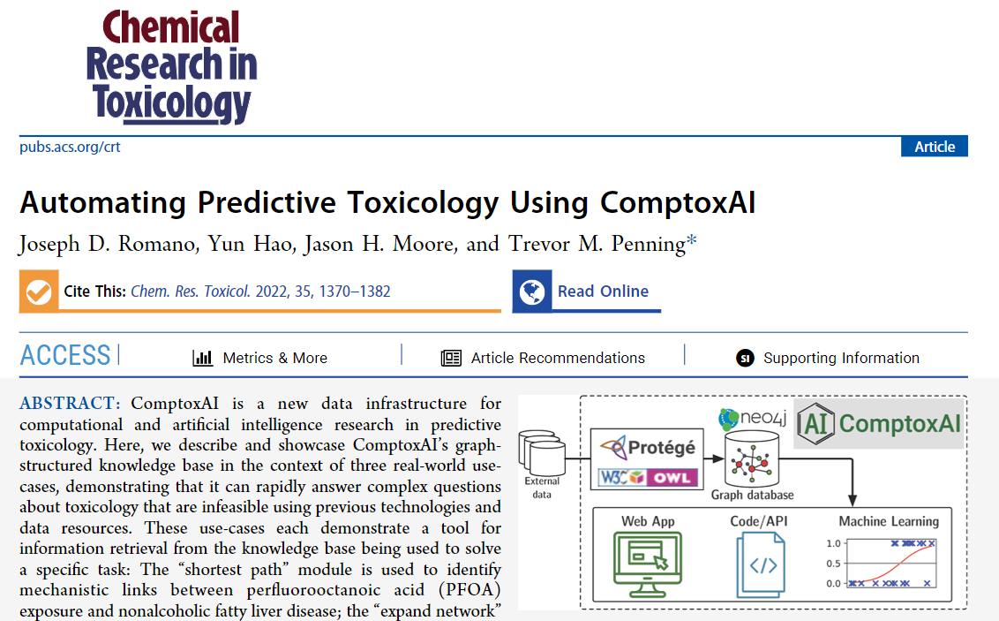 Chemical
Research in
Toxicology
pubs.acs.org/crt
Article
Automating Predictive Toxicology Using ComptoxAI
Joseph D. Romano, Yun Hao, Jason H. Moore, and Trevor M. Penning*
Cite This: Chem. Res. Toxicol. 2022, 35, 1370−1382
Read Online
ACCESS
Metrics & More
Article Recommendations
SI Supporting Information
ABSTRACT: ComptoxAI is a new data infrastructure for
computational and artificial intelligence research in predictive
toxicology. Here, we describe and showcase ComptoxAI’s graph-
structured knowledge base in the context of three real-world use-
cases, demonstrating that it can rapidly answer complex questions
about toxicology that are infeasible using previous technologies and
data resources. These use-cases each demonstrate a tool for
information retrieval from the knowledge base being used to solve
a specific task: The “shortest path” module is used to identify
mechanistic links between perfluorooctanoic acid (PFOA)
exposure and nonalcoholic fatty liver disease; the “expand network”
External
data
Protégé
W3C OWL
neo4j
Graph database
AI ComptoxAI
Web App
Code/API
</>
Machine Learning
1.0
0.5
0.0